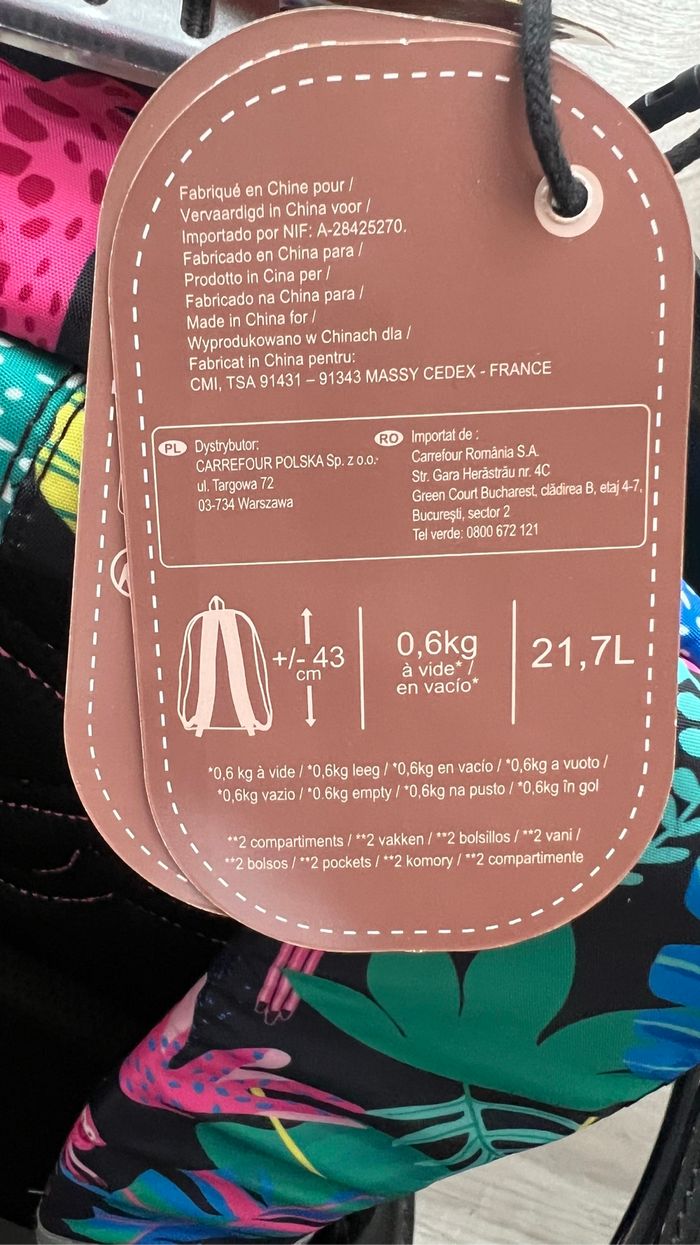 Fabriqué en Chine pour /
Vervaardigd in China voor /
Importado por NIF: A-28425270.
Fabricado en China para /
Prodotto in Cina per /
Fabricado na China para /
Made in China for /
Wyprodukowano w Chinach dla /
Fabricat in China pentru:
CMI, TSA 91431 – 91343 MASSY CEDEX - FRANCE
PL Dystrybutor:
CARREFOUR POLSKA Sp. z o.o.
ul. Targowa 72
03-734 Warszawa
RO Importat de :
Carrefour România S.A.
Str. Gara Herăstrău nr. 4C
Green Court Bucharest, clădirea B, etaj 4-7,
Bucureşti, sector 2
Tel verde: 0800 672 121
+/- 43
cm
0,6kg
à vide* /
en vacío*
21,7L
*0,6 kg à vide / *0,6kg leeg / *0,6kg en vacío / *0,6kg a vuoto /
*0,6kg vazio / *0.6kg empty / *0,6kg na pusto / *0,6kg în gol
**2 compartiments / **2 vakken / **2 bolsillos / **2 vani /
**2 bolsos / **2 pockets / **2 komory / **2 compartimente